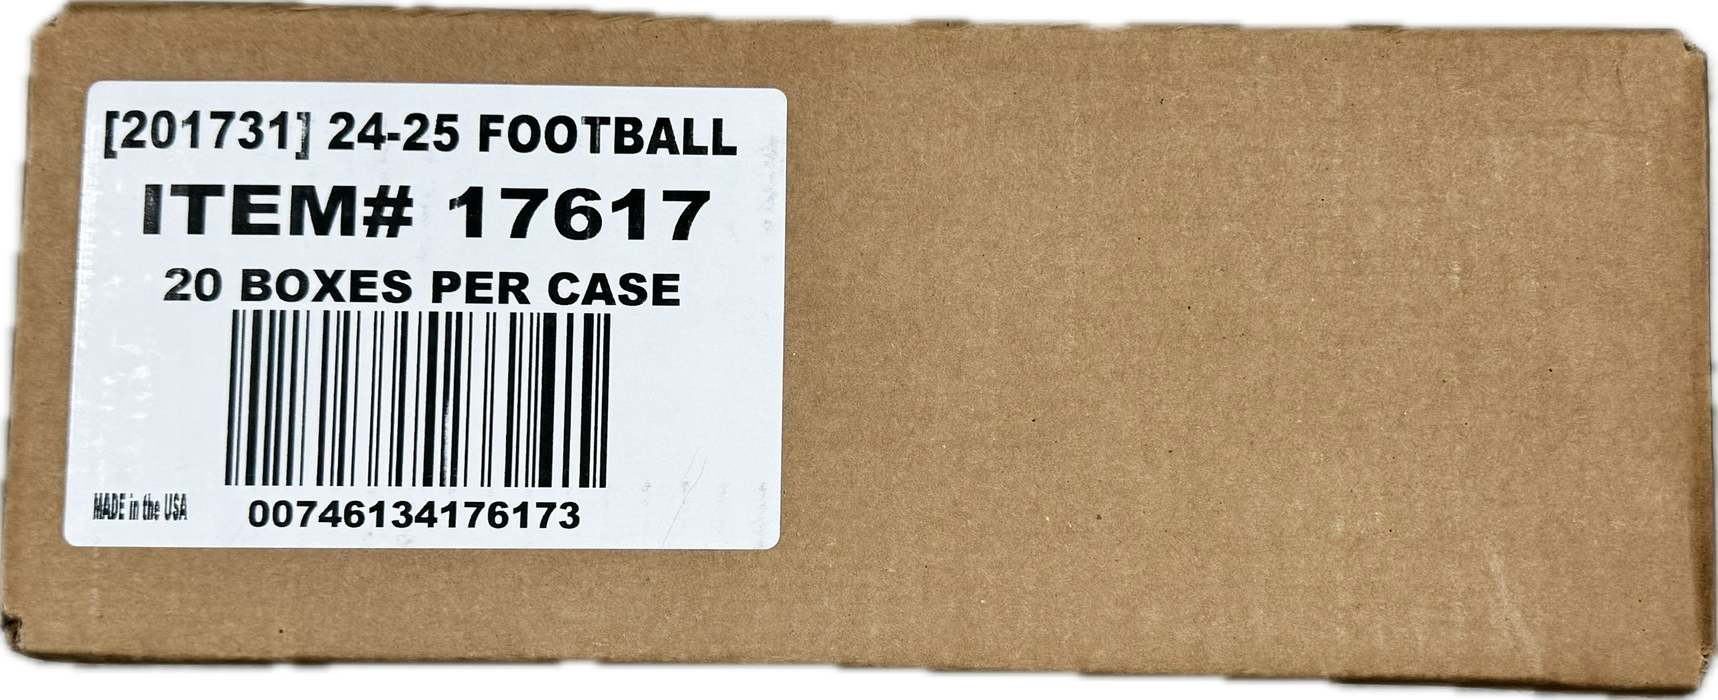 [201731] 24-25 FOOTBALL
ITEM# 17617
20 BOXES PER CASE
MADE in the USA
00746134176173